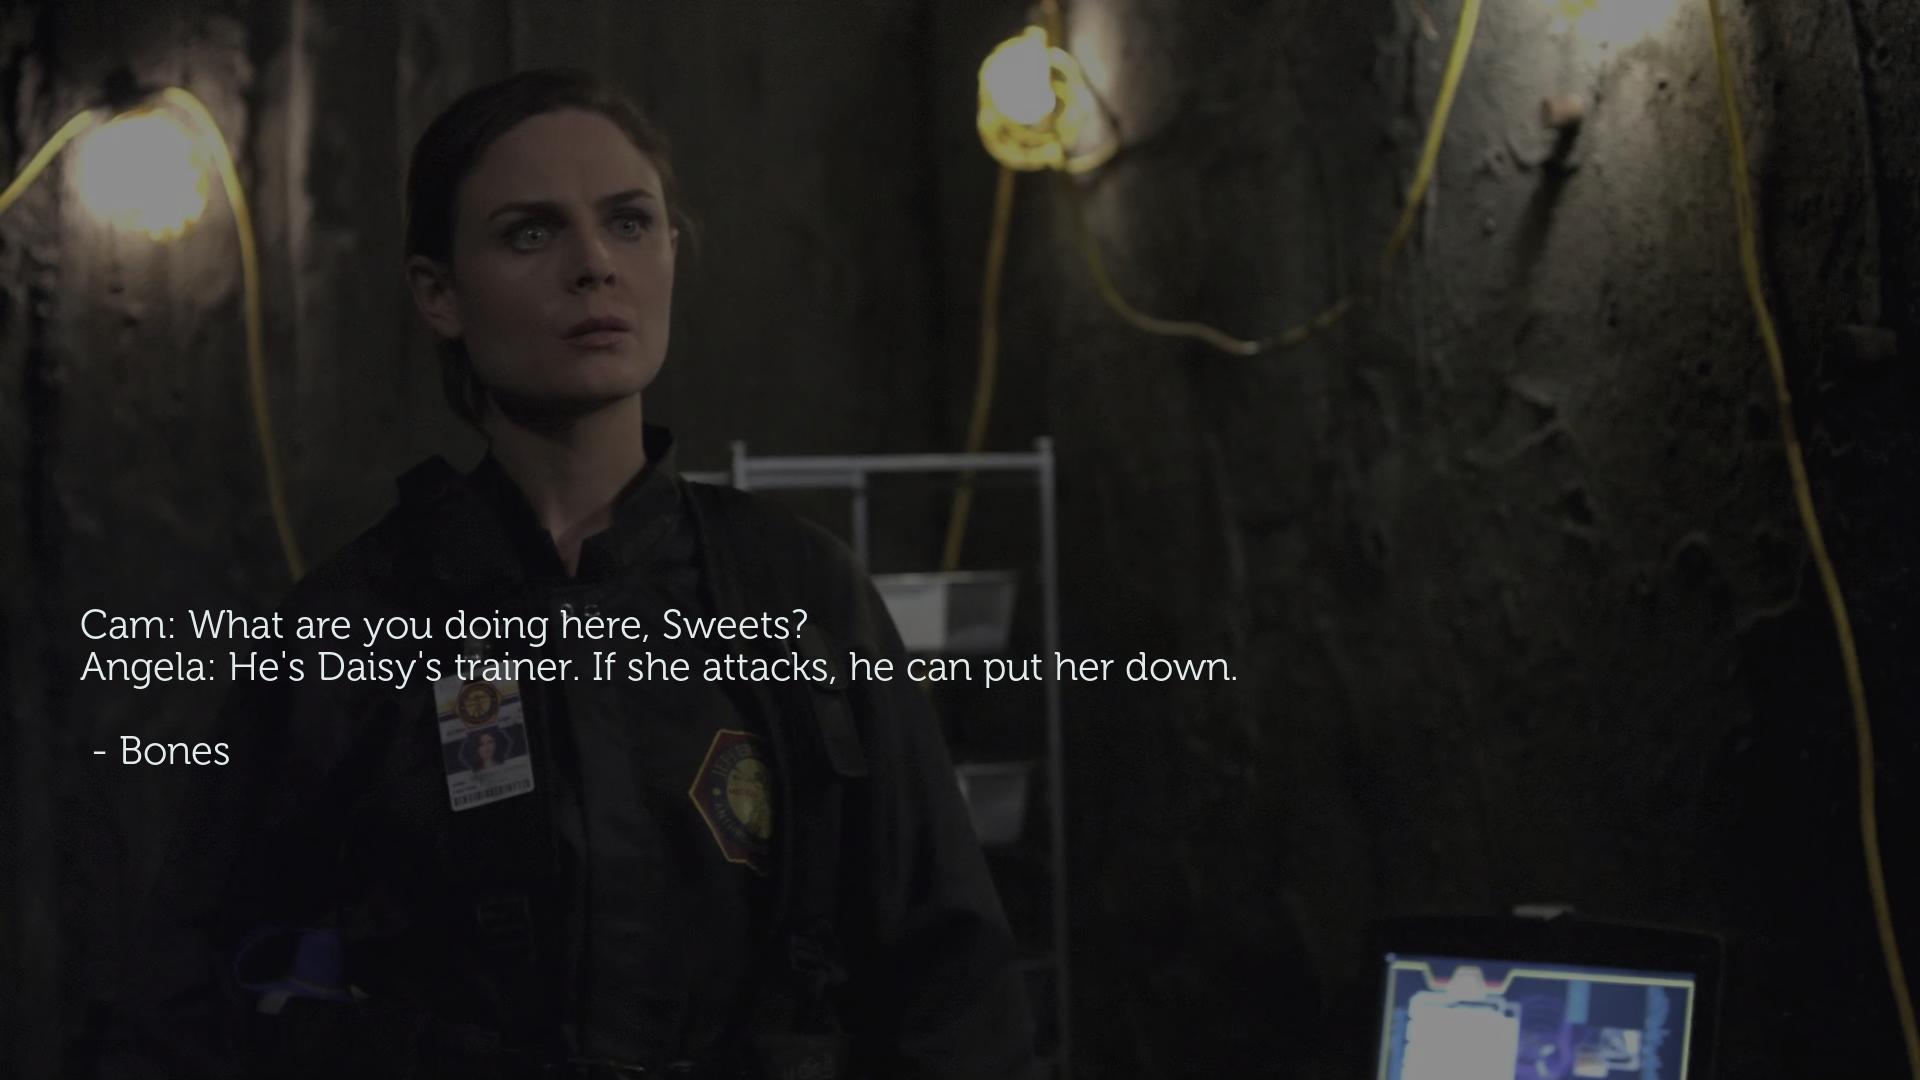 Cam: What are you doing here, Sweets?
Angela: He's Daisy's trainer. If she attacks, he can put her down.
- Bones